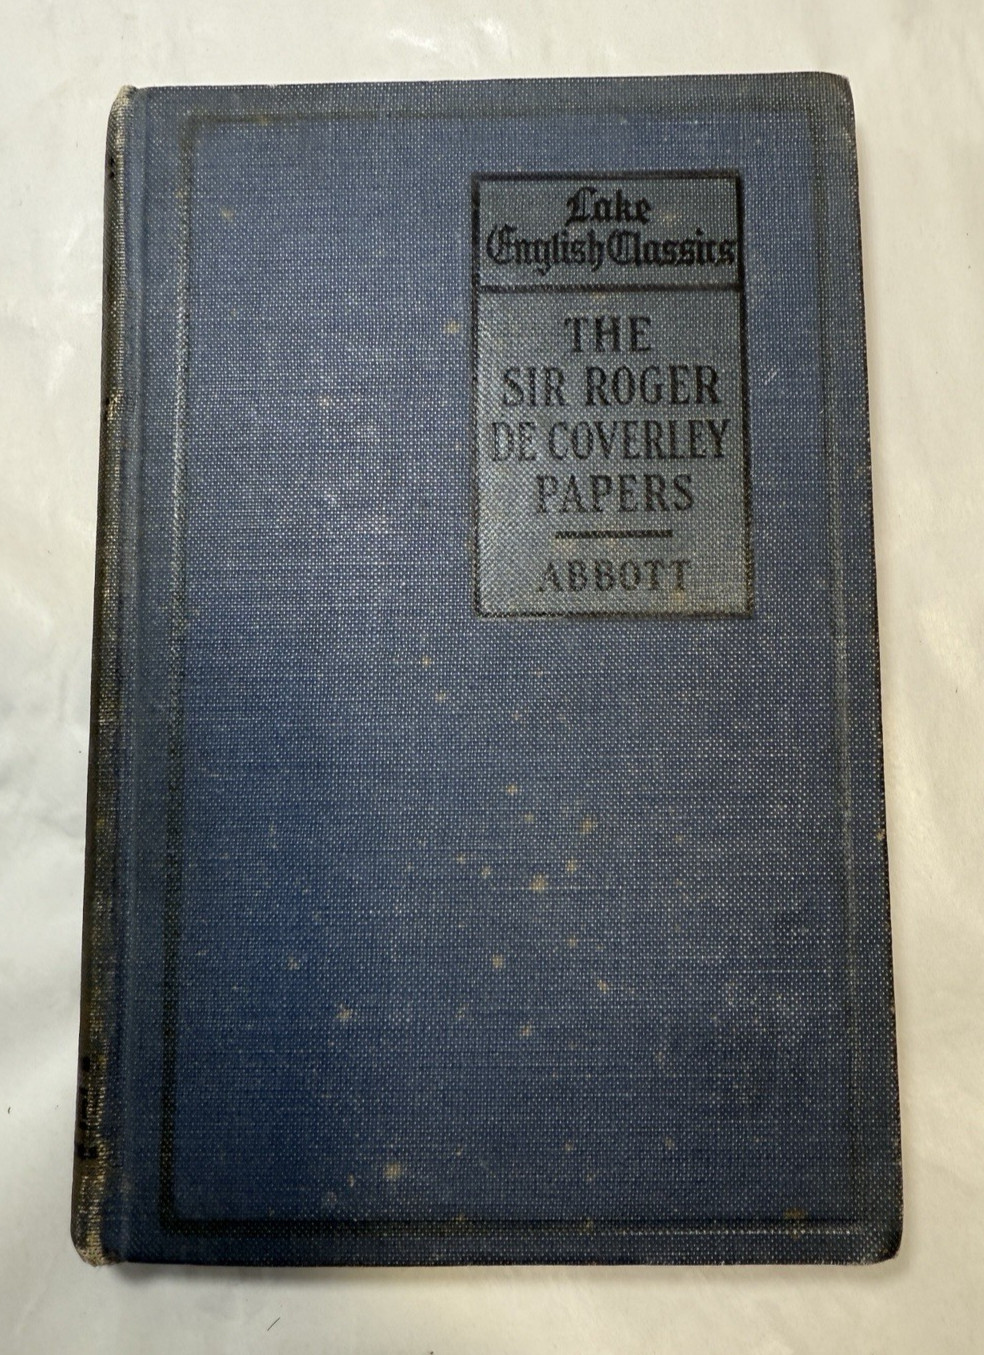 Lake
English Classics
THE
SIR ROGER
DE COVERLEY
PAPERS
ABBOTT